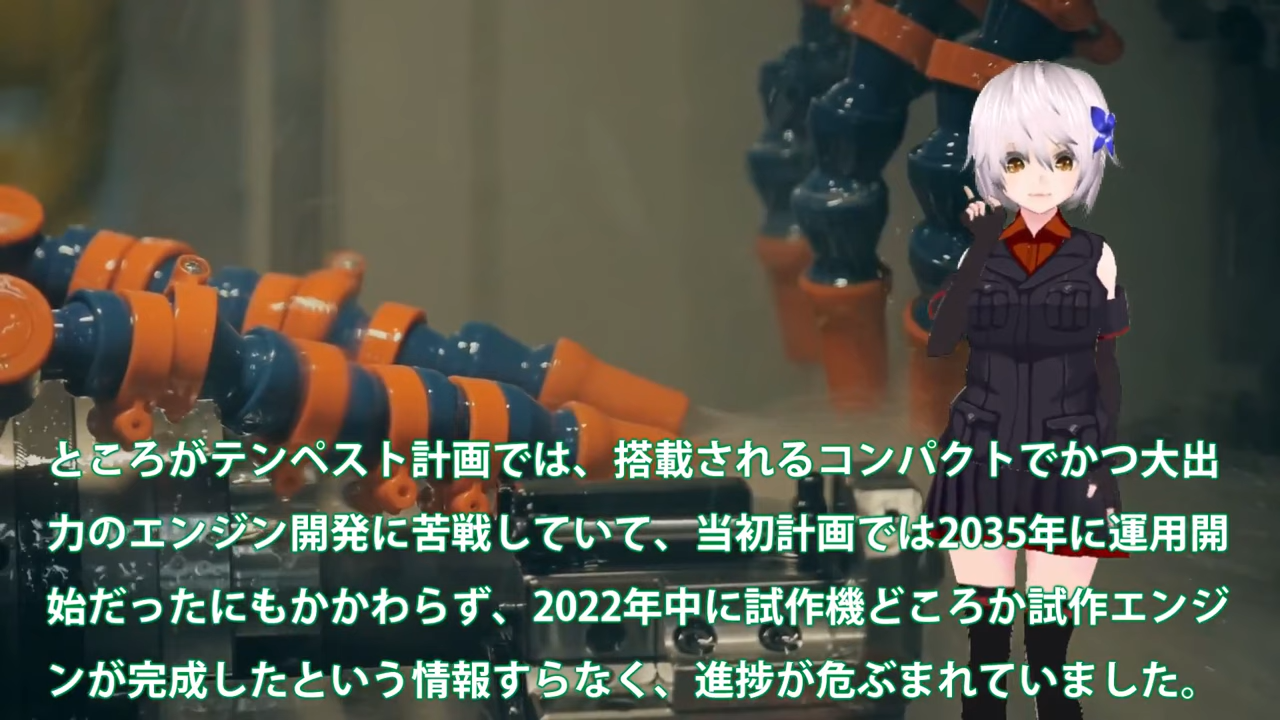 ところがテンペスト計画では、搭載されるコンパクトでかつ大出
力のエンジン開発に苦戦していて、当初計画では2035年に運用開
始だったにもかかわらず、2022年中に試作機どころか試作エンジ
ンが完成したという情報すらなく、進捗が危ぶまれていました。